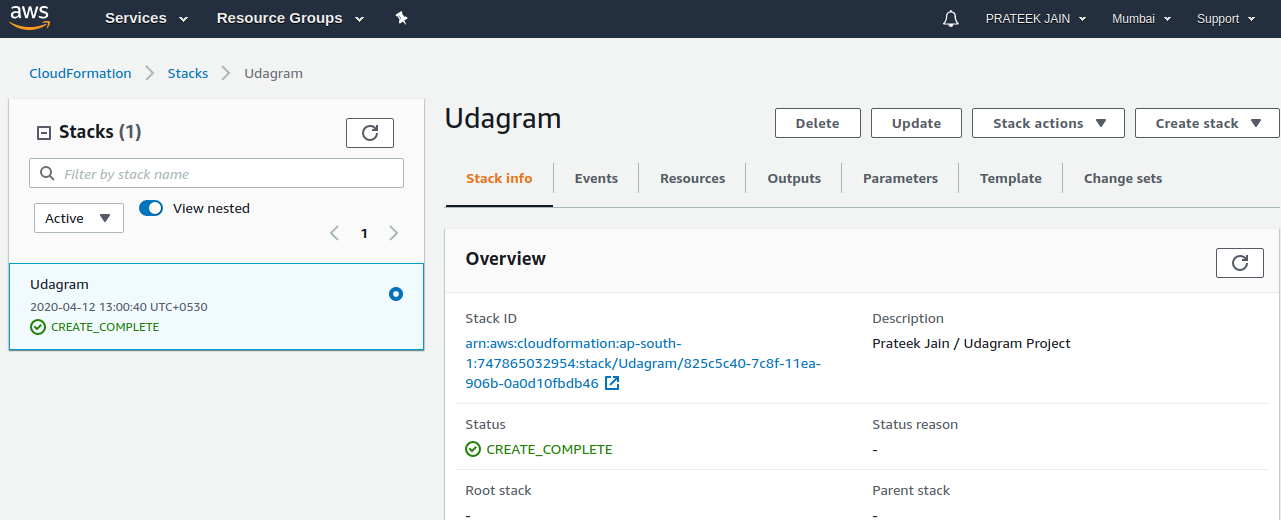 aws Services Resource Groups PRATEEK JAIN Mumbai Support
CloudFormation Stacks Udagram
Stacks (1)
Filter by stack name
Active View nested
1
Udagram
2020-04-12 13:00:40 UTC+0530
CREATE_COMPLETE
Udagram
Delete Update Stack actions Create stack
Stack info Events Resources Outputs Parameters Template Change sets
Overview
Stack ID
arn:aws:cloudformation:ap-south-
1:747865032954:stack/Udagram/825c5c40-7c8f-11ea-
906b-0a0d10fbdb46
Description
Prateek Jain / Udagram Project
Status
CREATE_COMPLETE
Status reason
-
Root stack
-
Parent stack
-